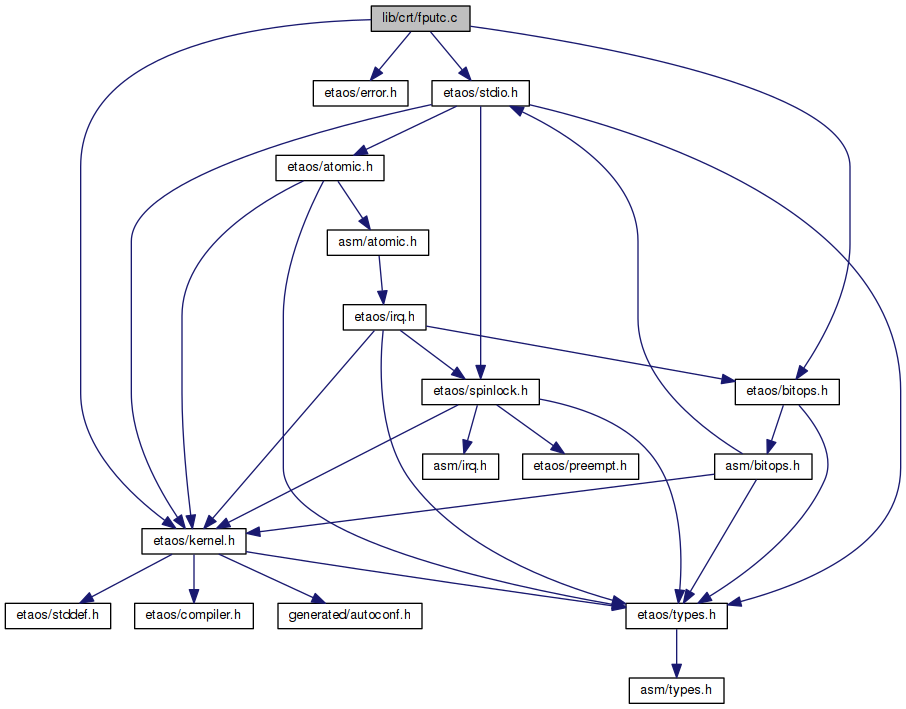 lib/crt/fputc.c
etaos/error.h
etaos/stdio.h
etaos/atomic.h
asm/atomic.h
etaos/irq.h
etaos/spinlock.h
etaos/bitops.h
asm/irq.h
etaos/preempt.h
asm/bitops.h
etaos/kernel.h
etaos/stddef.h
etaos/compiler.h
generated/autoconf.h
etaos/types.h
asm/types.h